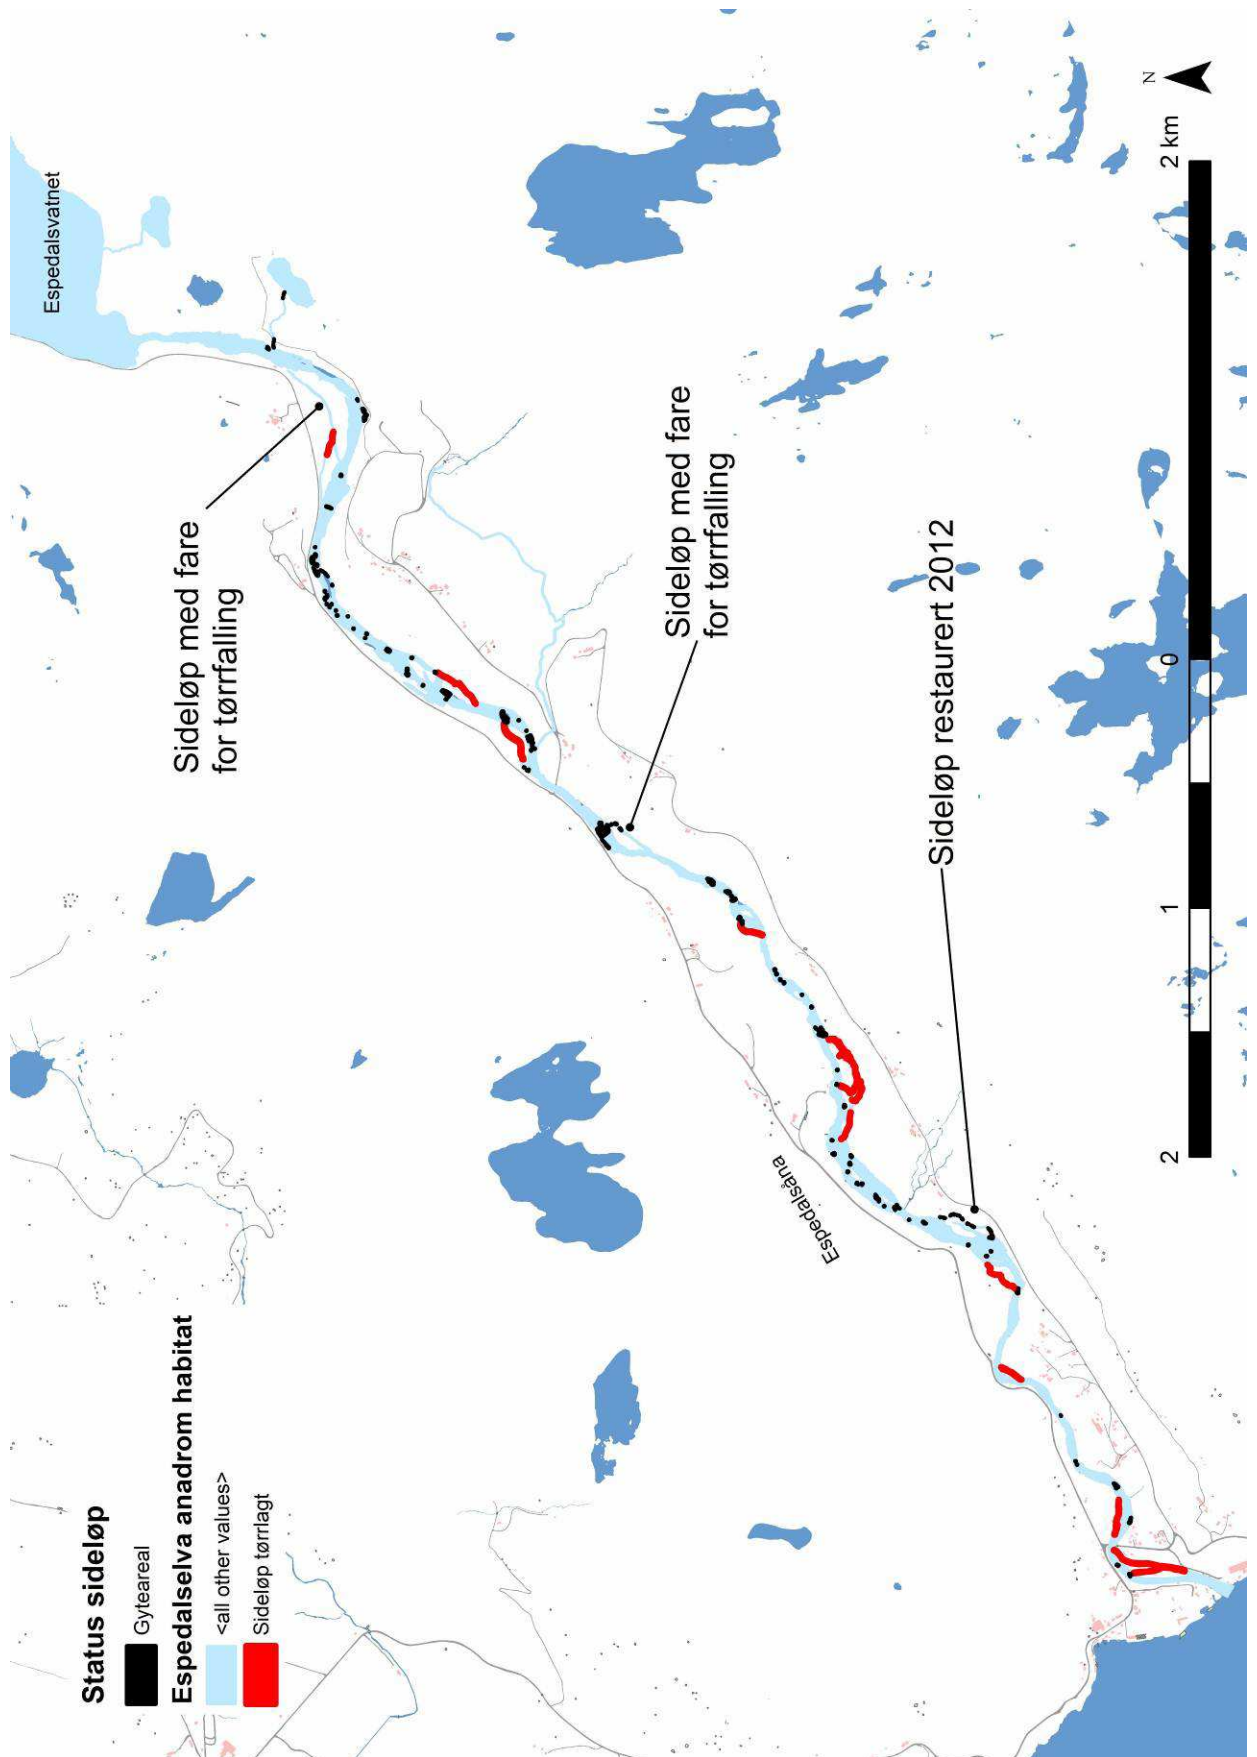 Status sideløp
Gyteareal
Espedalselva anadrom habitat
<all other values>
Sideløp tørrlagt
Espedalsvatnet
Sideløp med fare
for tørrfalling
Sideløp med fare
for tørrfalling
Sideløp restaurert 2012
Espedalsåna
N
2
1
0
2 km